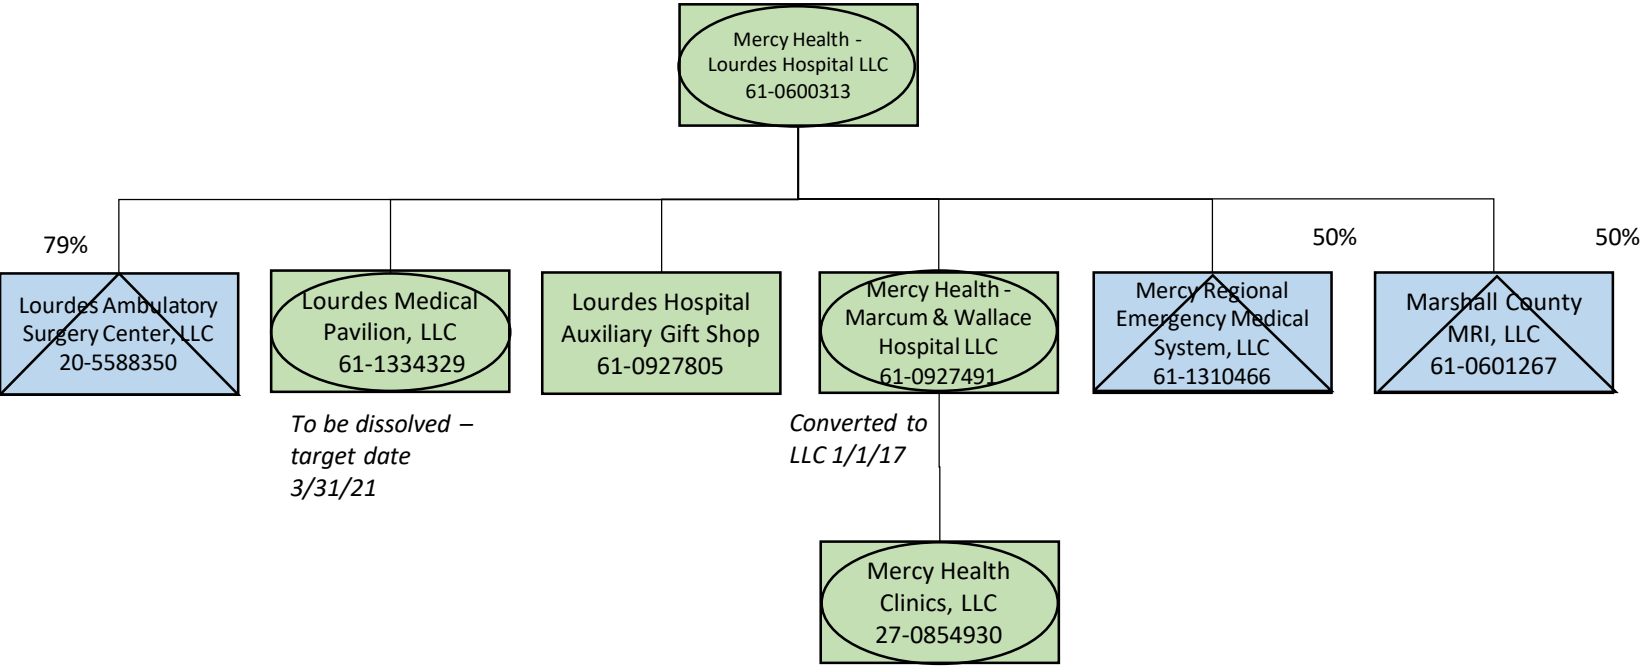 Mercy Health -
Lourdes Hospital LLC
61-0600313
79%
50%
50%
Lourdes Ambulatory
Surgery Center, LLC
20-5588350
Lourdes Medical
Pavilion, LLC
61-1334329
To be dissolved –
target date
3/31/21
Lourdes Hospital
Auxiliary Gift Shop
61-0927805
Mercy Health -
Marcum & Wallace
Hospital LLC
61-0927491
Converted to
LLC 1/1/17
Mercy Regional
Emergency Medical
System, LLC
61-1310466
Marshall County
MRI, LLC
61-0601267
Mercy Health
Clinics, LLC
27-0854930